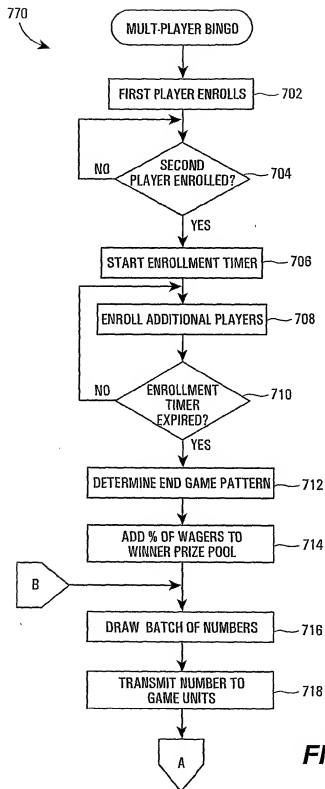 770
MULT-PLAYER BINGO
FIRST PLAYER ENROLLS
702
NO
SECOND
PLAYER ENROLLED?
704
YES
START ENROLLMENT TIMER
706
ENROLL ADDITIONAL PLAYERS
708
NO
ENROLLMENT
TIMER
EXPIRED?
710
YES
DETERMINE END GAME PATTERN
712
ADD % OF WAGERS TO
WINNER PRIZE POOL
714
B
DRAW BATCH OF NUMBERS
716
TRANSMIT NUMBER TO
GAME UNITS
718
A